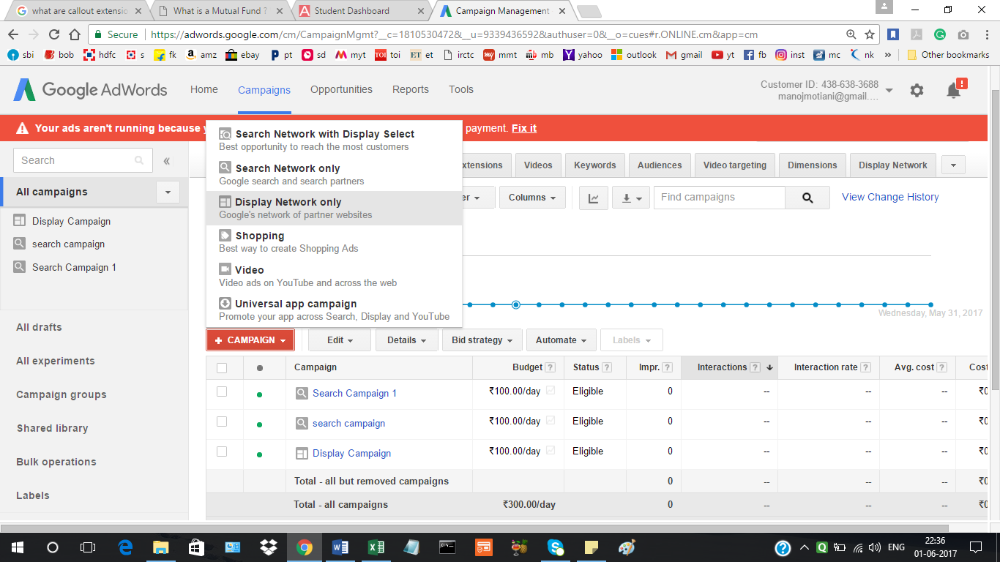 what are callout extensio
What is a Mutual Fund ?
Student Dashboard
Campaign Management
Secure
https://adwords.google.com/cm/CampaignMgmt?__c=1810530472&__u=9339436592&authuser=0&__o=cues#r.ONLINE.cm&app=cm
sbi bob hdfc s fk amz ebay pt sd myt toi et irctc mmt mb yahoo outlook gmail yt fb inst mc nk » Other bookmarks
Google AdWords
Home Campaigns Opportunities Reports Tools
Customer ID: 438-638-3688
manojmotiani@gmail....
Your ads aren't running because y
payment. Fix it
Search
«
All campaigns
Display Campaign
search campaign
Search Campaign 1
All drafts
All experiments
Campaign groups
Shared library
Bulk operations
Labels
Search Network with Display Select
Best opportunity to reach the most customers
Search Network only
Google search and search partners
Display Network only
Google's network of partner websites
Shopping
Best way to create Shopping Ads
Video
Video ads on YouTube and across the web
Universal app campaign
Promote your app across Search, Display and YouTube
xtensions Videos Keywords Audiences Video targeting Dimensions Display Network
er Columns Find campaigns View Change History
Wednesday, May 31, 2017
+ CAMPAIGN Edit Details Bid strategy Automate Labels
Campaign Budget ? Status ? Impr. ? Interactions ? Interaction rate ? Avg. cost ? Cost
Search Campaign 1 ₹100.00/day Eligible 0 -- -- -- ₹0
search campaign ₹100.00/day Eligible 0 -- -- -- ₹0
Display Campaign ₹100.00/day Eligible 0 -- -- -- ₹0
Total - all but removed campaigns 0 -- -- -- ₹0
Total - all campaigns ₹300.00/day 0 -- -- -- ₹0
ENG
22:36
01-06-2017